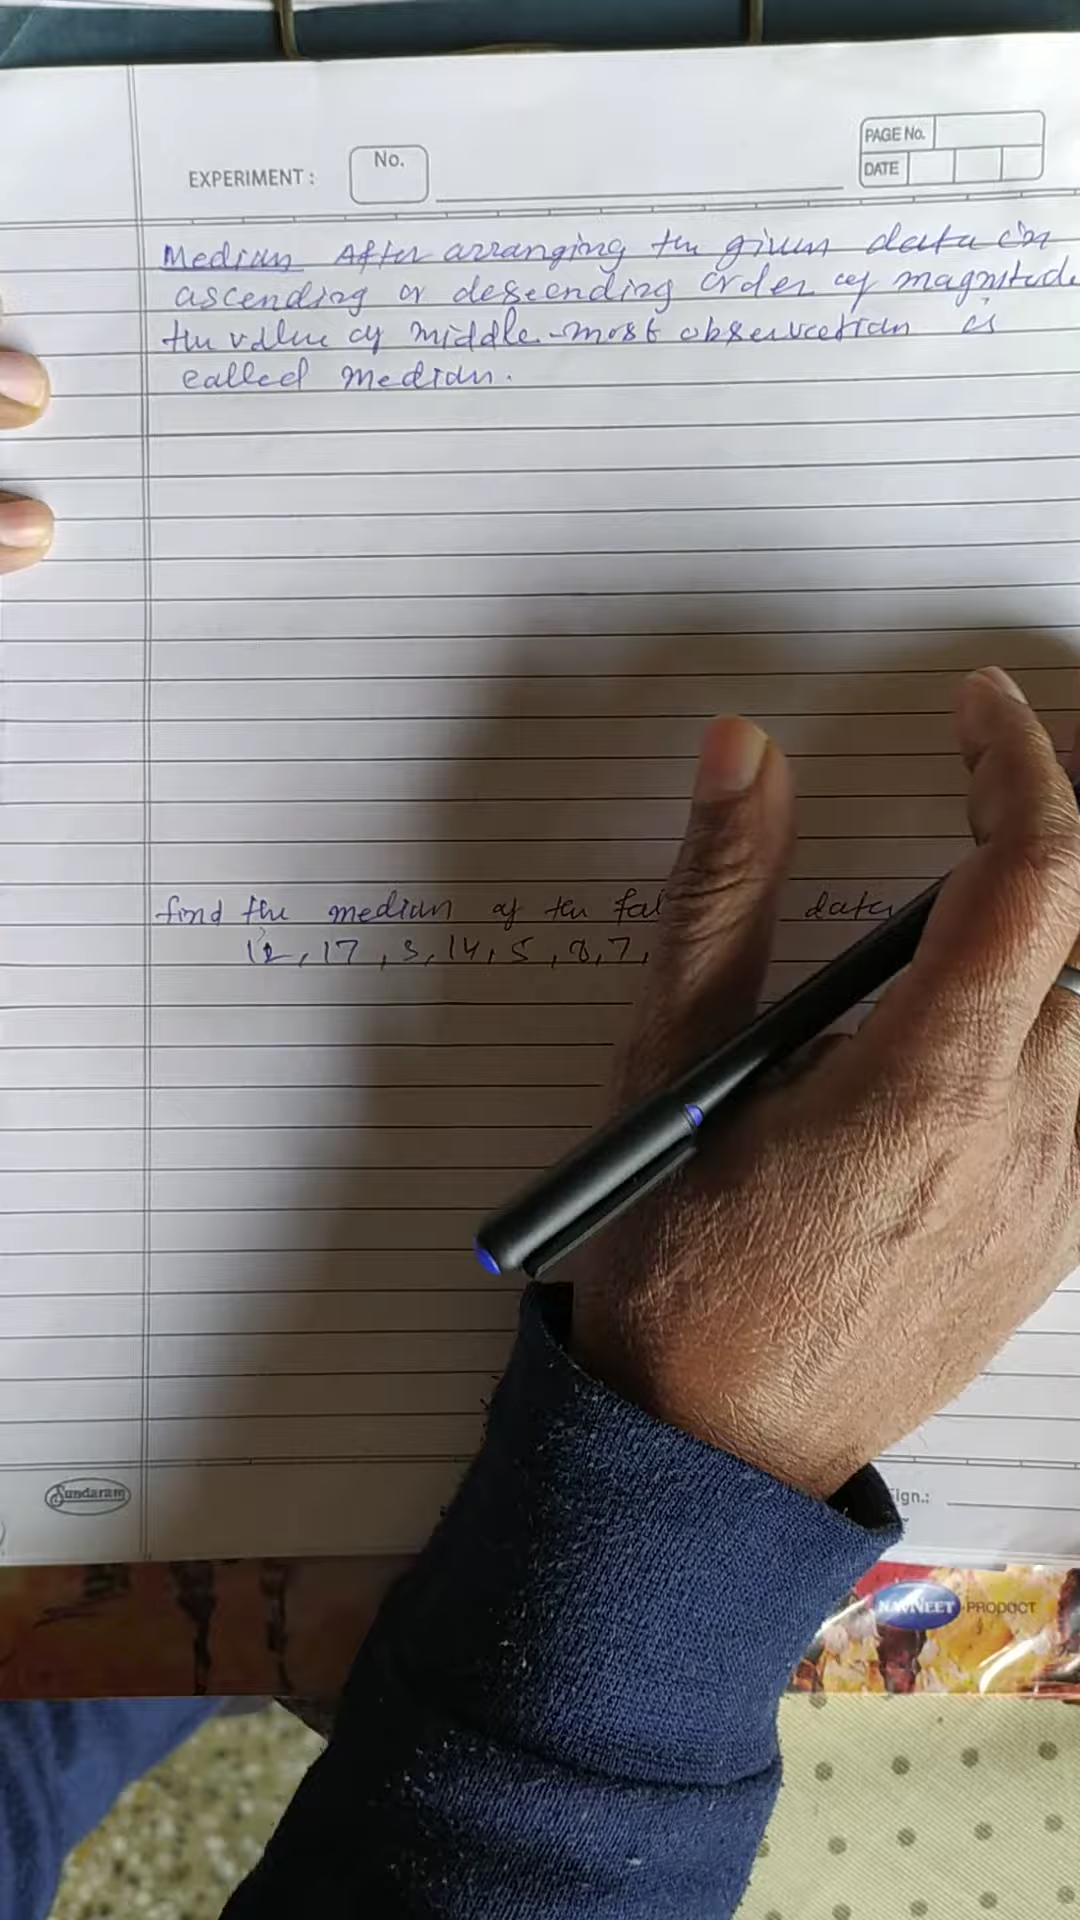 PAGE No.
EXPERIMENT :
No.
DATE
Median After arranging the given data in
ascending or descending order of magnitude
the value of middle-most observation is
called median.
find the median of the fol data
12, 17, 3, 14, 5, 8, 7,
Sundaram
ign.:
NAVNEET PRODUCT